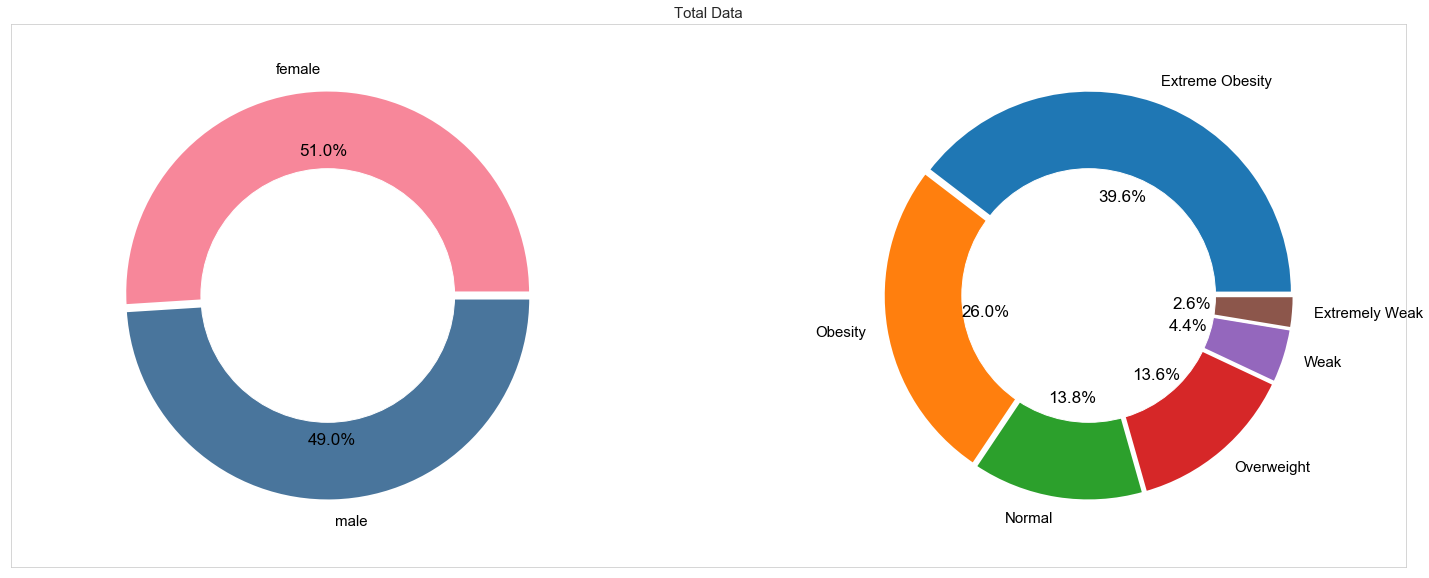 Total Data
female
51.0%
49.0%
male
Extreme Obesity
39.6%
26.0%
Obesity
2.6%
Extremely Weak
4.4%
Weak
13.6%
13.8%
Overweight
Normal